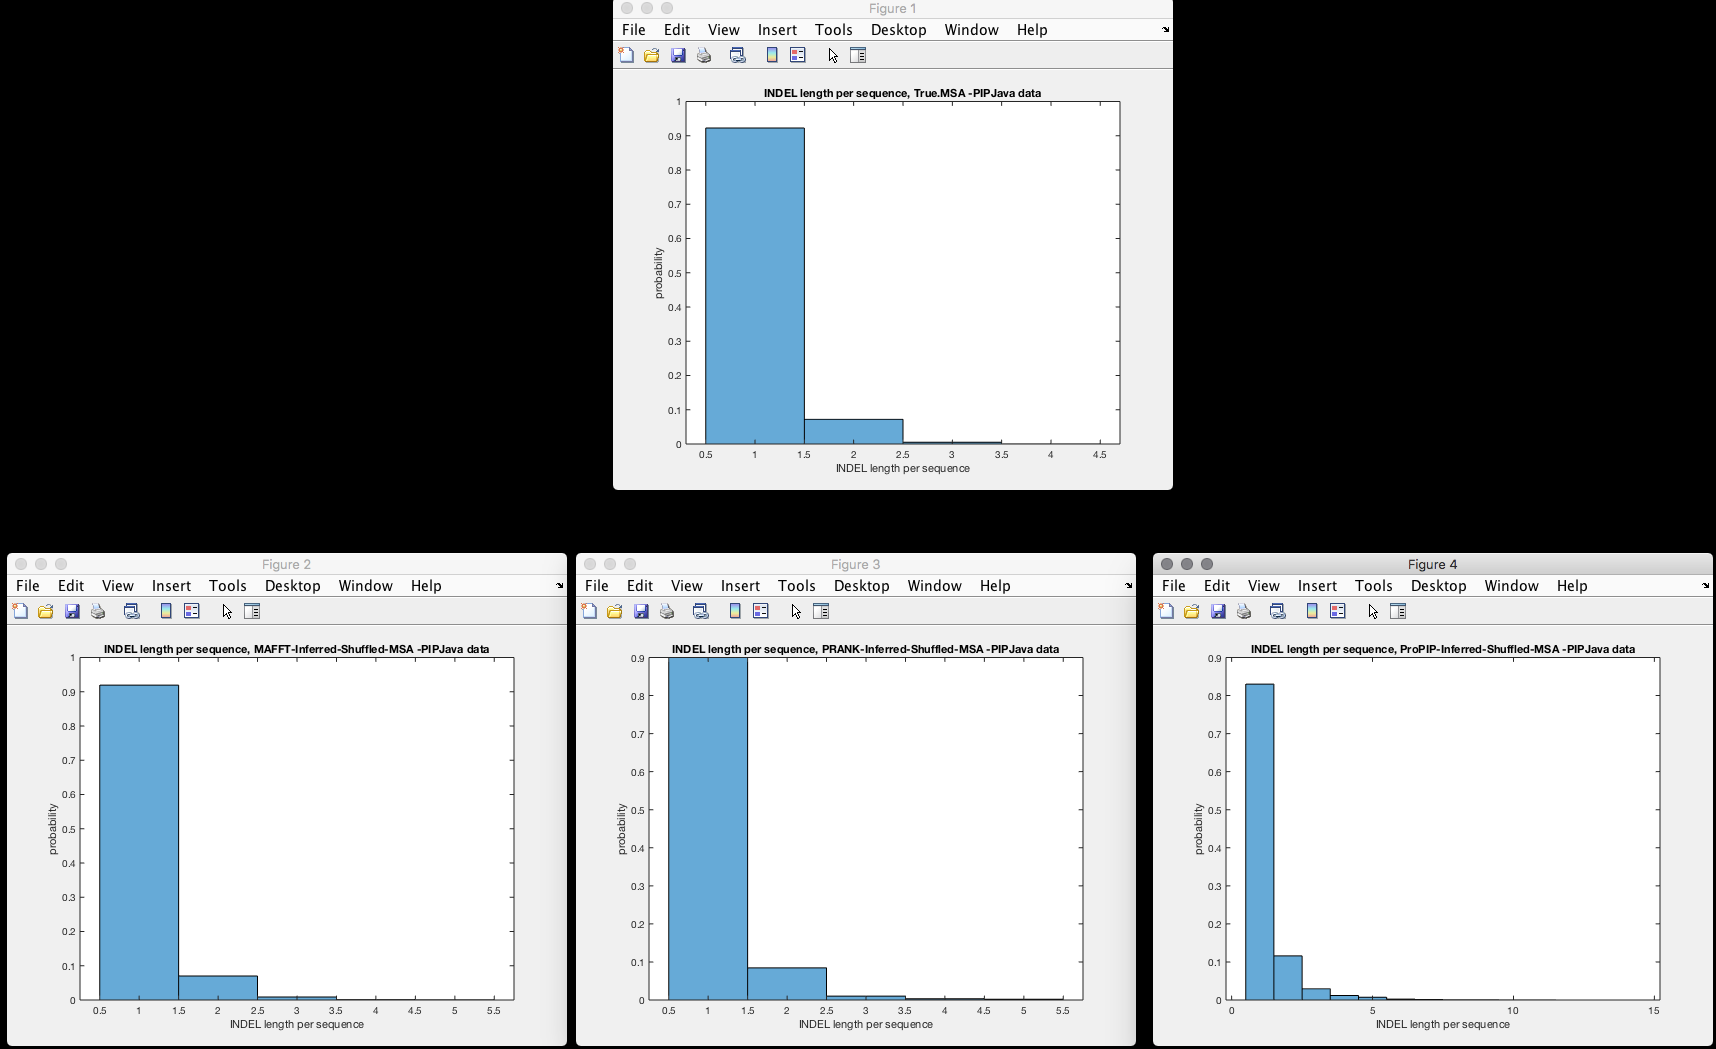 Figure 1
File Edit View Insert Tools Desktop Window Help
INDEL length per sequence, True.MSA -PIPJava data
1
0.9
0.8
0.7
0.6
0.5
0.4
0.3
0.2
0.1
0
probability
0.5 1 1.5 2 2.5 3 3.5 4 4.5
INDEL length per sequence
Figure 2
File Edit View Insert Tools Desktop Window Help
INDEL length per sequence, MAFFT-Inferred-Shuffled-MSA -PIPJava data
1
0.9
0.8
0.7
0.6
0.5
0.4
0.3
0.2
0.1
0
probability
0.5 1 1.5 2 2.5 3 3.5 4 4.5 5 5.5
INDEL length per sequence
Figure 3
File Edit View Insert Tools Desktop Window Help
INDEL length per sequence, PRANK-Inferred-Shuffled-MSA -PIPJava data
0.9
0.8
0.7
0.6
0.5
0.4
0.3
0.2
0.1
0
probability
0.5 1 1.5 2 2.5 3 3.5 4 4.5 5 5.5
INDEL length per sequence
Figure 4
File Edit View Insert Tools Desktop Window Help
INDEL length per sequence, ProPIP-Inferred-Shuffled-MSA -PIPJava data
0.9
0.8
0.7
0.6
0.5
0.4
0.3
0.2
0.1
0
probability
0 5 10 15
INDEL length per sequence